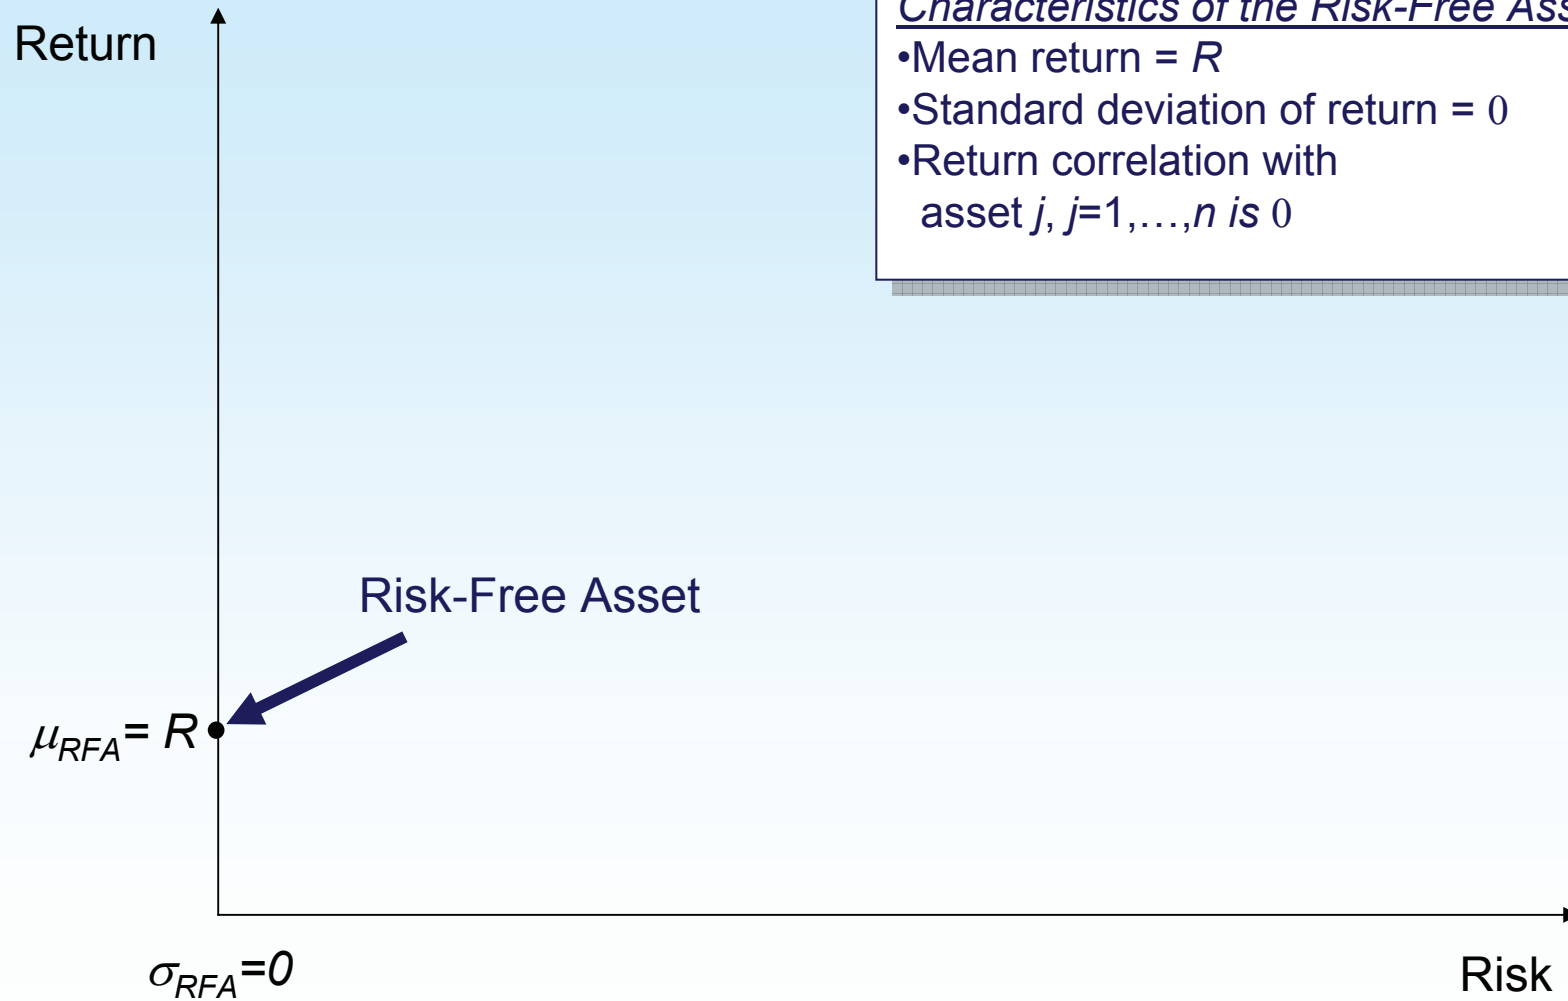 Return
Characteristics of the Risk-Free
•Mean return = R
•Standard deviation of return = 0
•Return correlation with
asset j, j=1,…,n is 0
Risk-Free Asset
μRFA= R
σRFA=0
Risk